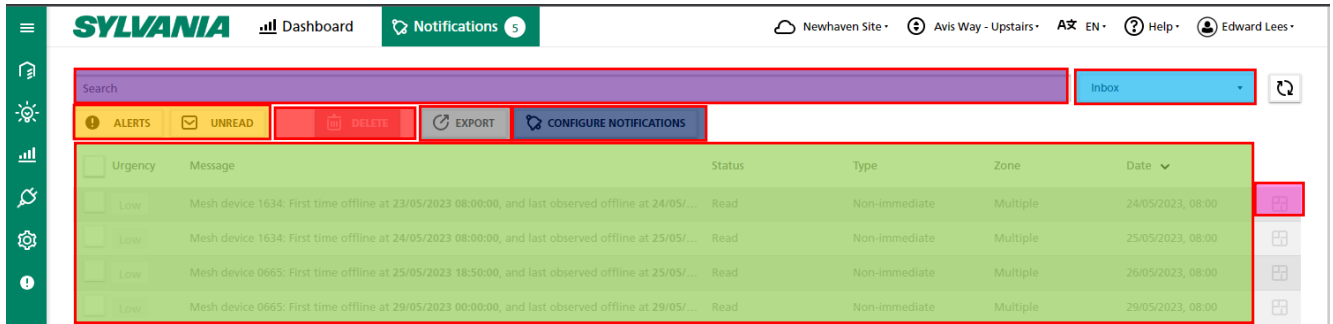 SYLVANIA Dashboard Notifications 5 Newhaven Site Avis Way - Upstairs A文 EN Help Edward Lees
Search Inbox
ALERTS UNREAD DELETE EXPORT CONFIGURE NOTIFICATIONS
Urgency Message Status Type Zone Date
Low Mesh device 1634: First time offline at 23/05/2023 08:00:00, and last observed offline at 24/05/... Read Non-immediate Multiple 24/05/2023, 08:00
Low Mesh device 1634: First time offline at 24/05/2023 08:00:00, and last observed offline at 25/05/... Read Non-immediate Multiple 25/05/2023, 08:00
Low Mesh device 0665: First time offline at 25/05/2023 18:50:00, and last observed offline at 25/05/... Read Non-immediate Multiple 26/05/2023, 08:00
Low Mesh device 0665: First time offline at 29/05/2023 00:00:00, and last observed offline at 29/05/... Read Non-immediate Multiple 29/05/2023, 08:00